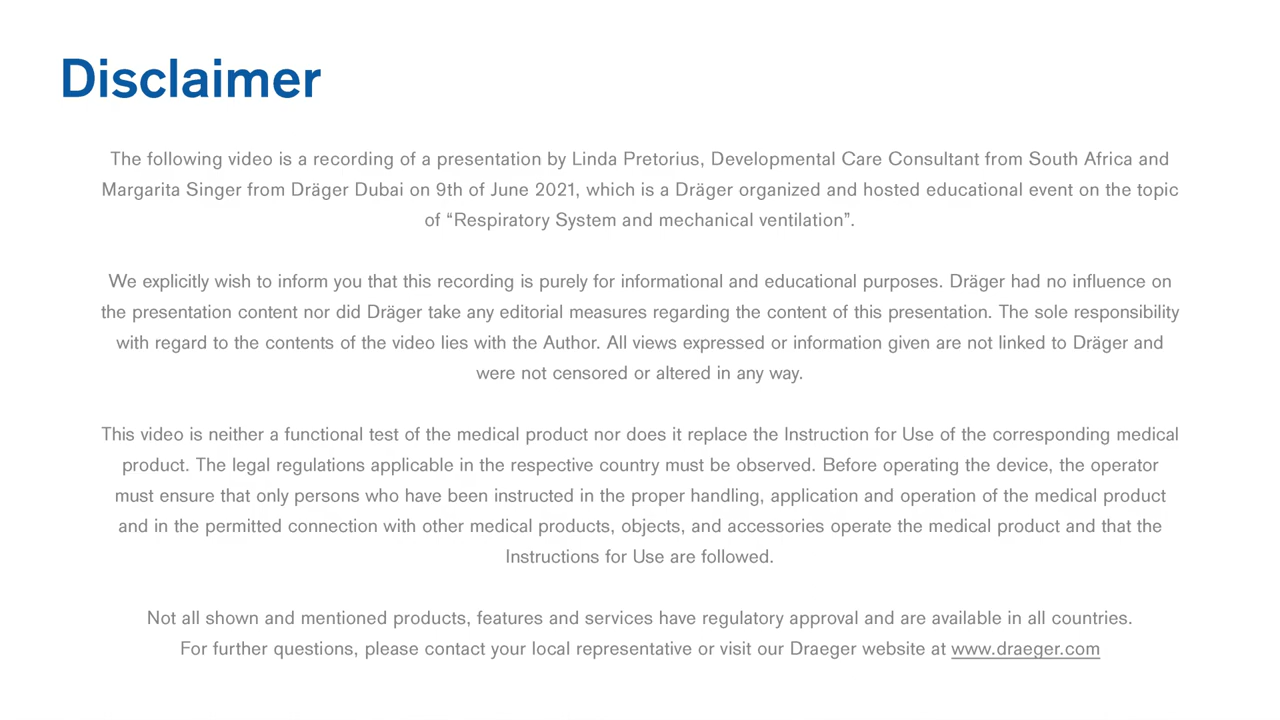 Disclaimer
The following video is a recording of a presentation by Linda Pretorius, Developmental Care Consultant from South Africa and
Margarita Singer from Dräger Dubai on 9th of June 2021, which is a Dräger organized and hosted educational event on the topic
of “Respiratory System and mechanical ventilation”.
We explicitly wish to inform you that this recording is purely for informational and educational purposes. Dräger had no influence on
the presentation content nor did Dräger take any editorial measures regarding the content of this presentation. The sole responsibility
with regard to the contents of the video lies with the Author. All views expressed or information given are not linked to Dräger and
were not censored or altered in any way.
This video is neither a functional test of the medical product nor does it replace the Instruction for Use of the corresponding medical
product. The legal regulations applicable in the respective country must be observed. Before operating the device, the operator
must ensure that only persons who have been instructed in the proper handling, application and operation of the medical product
and in the permitted connection with other medical products, objects, and accessories operate the medical product and that the
Instructions for Use are followed.
Not all shown and mentioned products, features and services have regulatory approval and are available in all countries.
For further questions, please contact your local representative or visit our Draeger website at www.draeger.com